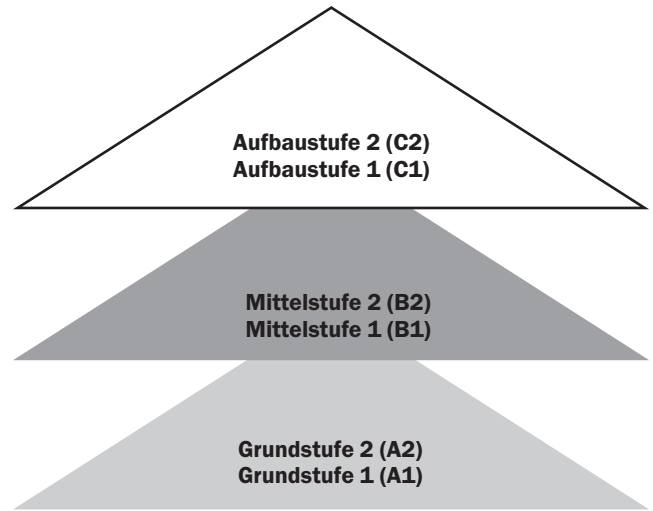 Aufbaustufe 2 (C2)
Aufbaustufe 1 (C1)
Mittelstufe 2 (B2)
Mittelstufe 1 (B1)
Grundstufe 2 (A2)
Grundstufe 1 (A1)